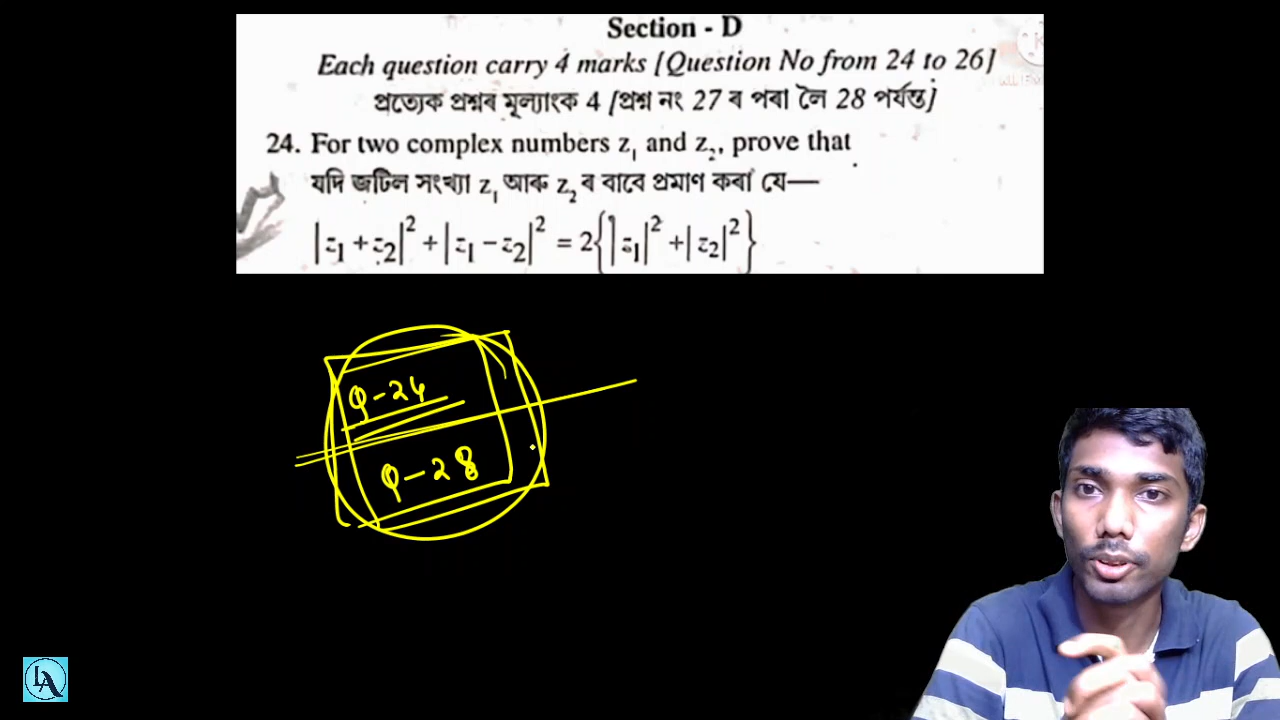 Section - D
Each question carry 4 marks [Question No from 24 to 26]
প্ৰত্যেক প্ৰশ্নৰ মূল্যাংক 4 [প্ৰশ্ন নং 27 ৰ পৰা লৈ 28 পৰ্যন্ত]
24. For two complex numbers z₁ and z₂, prove that
যদি জটিল সংখ্যা z₁ আৰু z₂ ৰ বাবে প্ৰমাণ কৰা যে—
|z₁ + z₂|² + |z₁ − z₂|² = 2{|z₁|² + |z₂|²}
Q-24
Q-28
LA